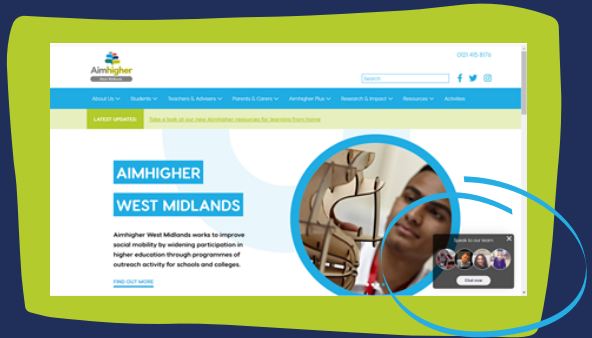 Aimhigher
West Midlands
0121 415 8176
Search
About Us
Students
Teachers & Advisers
Parents & Carers
Aimhigher Plus
Research & Impact
Resources
Activities
LATEST UPDATES:
Take a look at our new Aimhigher resources for learning from home
AIMHIGHER
WEST MIDLANDS
Aimhigher West Midlands works to improve
social mobility by widening participation in
higher education through programmes of
outreach activity for schools and colleges.
FIND OUT MORE
Speak to our team
Chat now